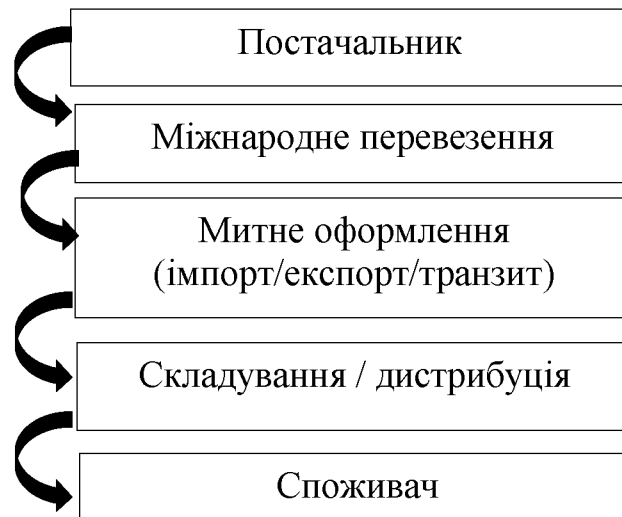 Постачальник
Міжнародне перевезення
Митне оформлення
(імпорт/експорт/транзит)
Складування / дистрибуція
Споживач